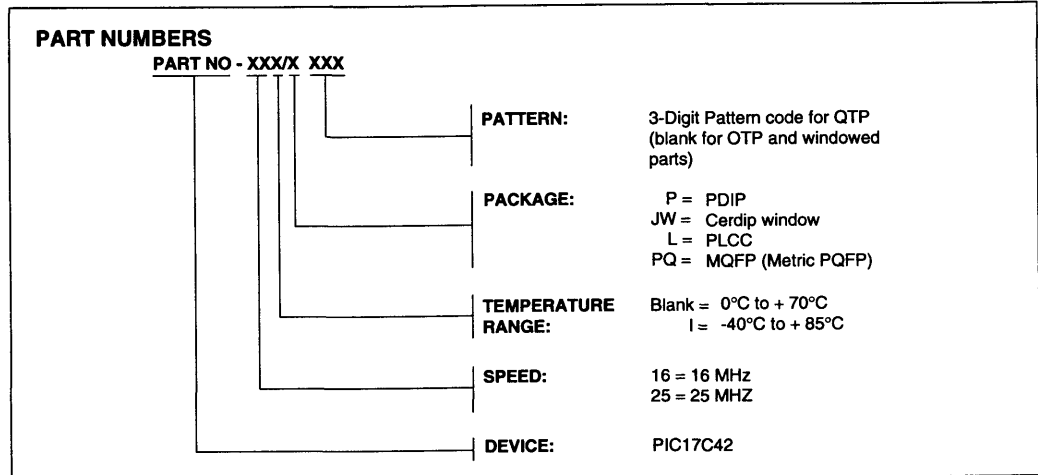 PART NUMBERS
PART NO - XXX/X XXX
PATTERN: 3-Digit Pattern code for QTP
(blank for OTP and windowed
parts)
PACKAGE: P = PDIP
JW = Cerdip window
L = PLCC
PQ = MQFP (Metric PQFP)
TEMPERATURE Blank = 0°C to + 70°C
RANGE: I = -40°C to + 85°C
SPEED: 16 = 16 MHz
25 = 25 MHZ
DEVICE: PIC17C42